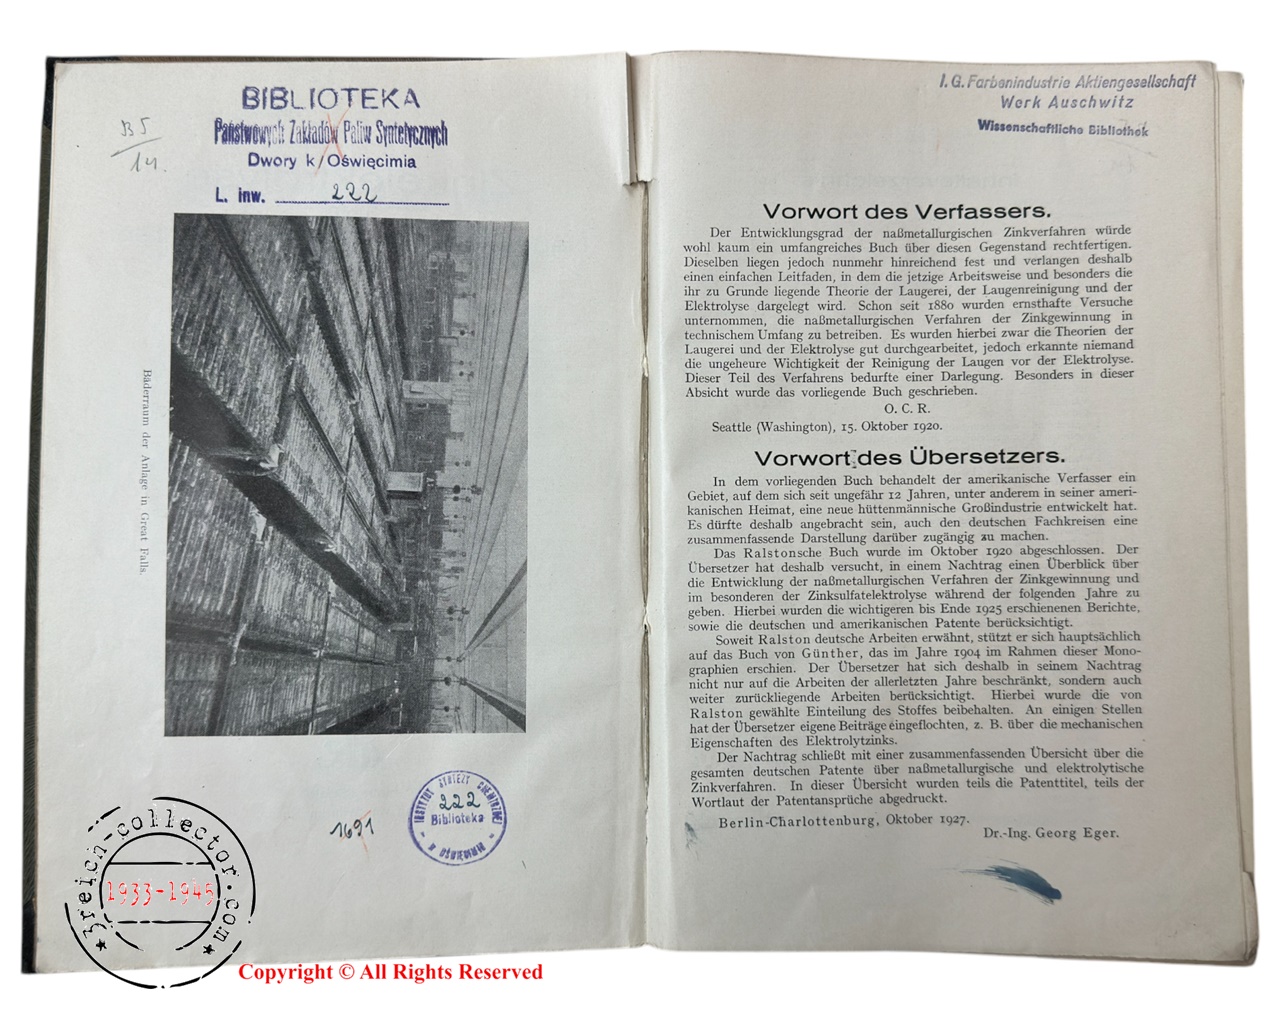 BIBLIOTEKA
Państwowych Zakładów Paliw Syntetycznych
Dwory k/Oświęcimia
L. inw. 222
B5
14.
Bäderraum der Anlage in Great Falls.
1691
INSTYTUT SYNTEZY CHEMICZNEJ
222
Biblioteka
w OŚWIĘCIMIU
3reich-collector.com
1933-1945
Copyright © All Rights Reserved
I. G. Farbenindustrie Aktiengesellschaft
Werk Auschwitz
Wissenschaftliche Bibliothek
Vorwort des Verfassers.
Der Entwicklungsgrad der naßmetallurgischen Zinkverfahren würde
wohl kaum ein umfangreiches Buch über diesen Gegenstand rechtfertigen.
Dieselben liegen jedoch nunmehr hinreichend fest und verlangen deshalb
einen einfachen Leitfaden, in dem die jetzige Arbeitsweise und besonders die
ihr zu Grunde liegende Theorie der Laugerei, der Laugenreinigung und der
Elektrolyse dargelegt wird. Schon seit 1880 wurden ernsthafte Versuche
unternommen, die naßmetallurgischen Verfahren der Zinkgewinnung in
technischem Umfang zu betreiben. Es wurden hierbei zwar die Theorien der
Laugerei und der Elektrolyse gut durchgearbeitet, jedoch erkannte niemand
die ungeheure Wichtigkeit der Reinigung der Laugen vor der Elektrolyse.
Dieser Teil des Verfahrens bedurfte einer Darlegung. Besonders in dieser
Absicht wurde das vorliegende Buch geschrieben.
O. C. R.
Seattle (Washington), 15. Oktober 1920.
Vorwort des Übersetzers.
In dem vorliegenden Buch behandelt der amerikanische Verfasser ein
Gebiet, auf dem sich seit ungefähr 12 Jahren, unter anderem in seiner ameri-
kanischen Heimat, eine neue hüttenmännische Großindustrie entwickelt hat.
Es dürfte deshalb angebracht sein, auch den deutschen Fachkreisen eine
zusammenfassende Darstellung darüber zugängig zu machen.
Das Ralstonsche Buch wurde im Oktober 1920 abgeschlossen. Der
Übersetzer hat deshalb versucht, in einem Nachtrag einen Überblick über
die Entwicklung der naßmetallurgischen Verfahren der Zinkgewinnung und
im besonderen der Zinksulfatelektrolyse während der folgenden Jahre zu
geben. Hierbei wurden die wichtigeren bis Ende 1925 erschienenen Berichte,
sowie die deutschen und amerikanischen Patente berücksichtigt.
Soweit Ralston deutsche Arbeiten erwähnt, stützt er sich hauptsächlich
auf das Buch von Günther, das im Jahre 1904 im Rahmen dieser Mono-
graphien erschien. Der Übersetzer hat sich deshalb in seinem Nachtrag
nicht nur auf die Arbeiten der allerletzten Jahre beschränkt, sondern auch
weiter zurückliegende Arbeiten berücksichtigt. Hierbei wurde die von
Ralston gewählte Einteilung des Stoffes beibehalten. An einigen Stellen
hat der Übersetzer eigene Beiträge eingeflochten, z. B. über die mechanischen
Eigenschaften des Elektrolytzinks.
Der Nachtrag schließt mit einer zusammenfassenden Übersicht über die
gesamten deutschen Patente über naßmetallurgische und elektrolytische
Zinkverfahren. In dieser Übersicht wurden teils die Patenttitel, teils der
Wortlaut der Patentansprüche abgedruckt.
Berlin-Charlottenburg, Oktober 1927.
Dr.-Ing. Georg Eger.